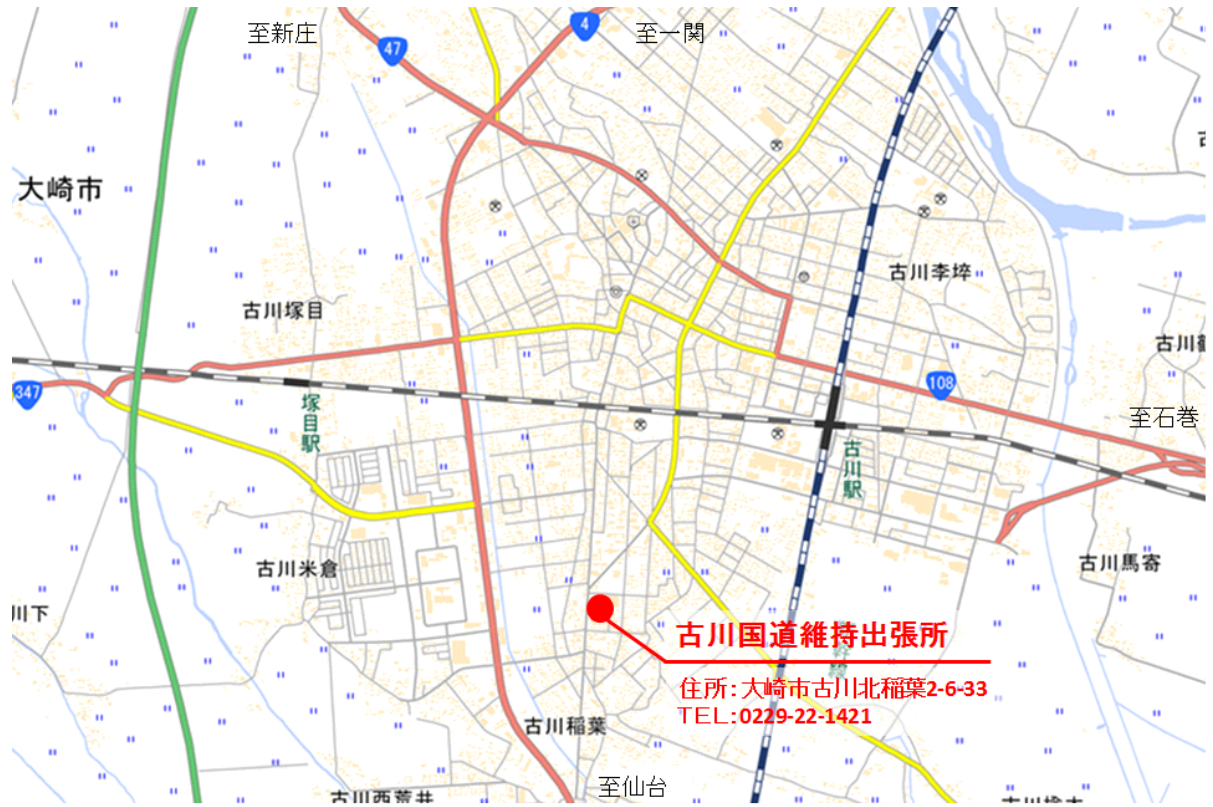 至新庄
4
至一関
47
大崎市
古川李埣
古川塚目
108
347
塚目駅
至石巻
古川駅
古川米倉
古川馬寄
川下
古川国道維持出張所
住所:大崎市古川北稲葉2-6-33
TEL:0229-22-1421
古川稲葉
至仙台
古川西荒井